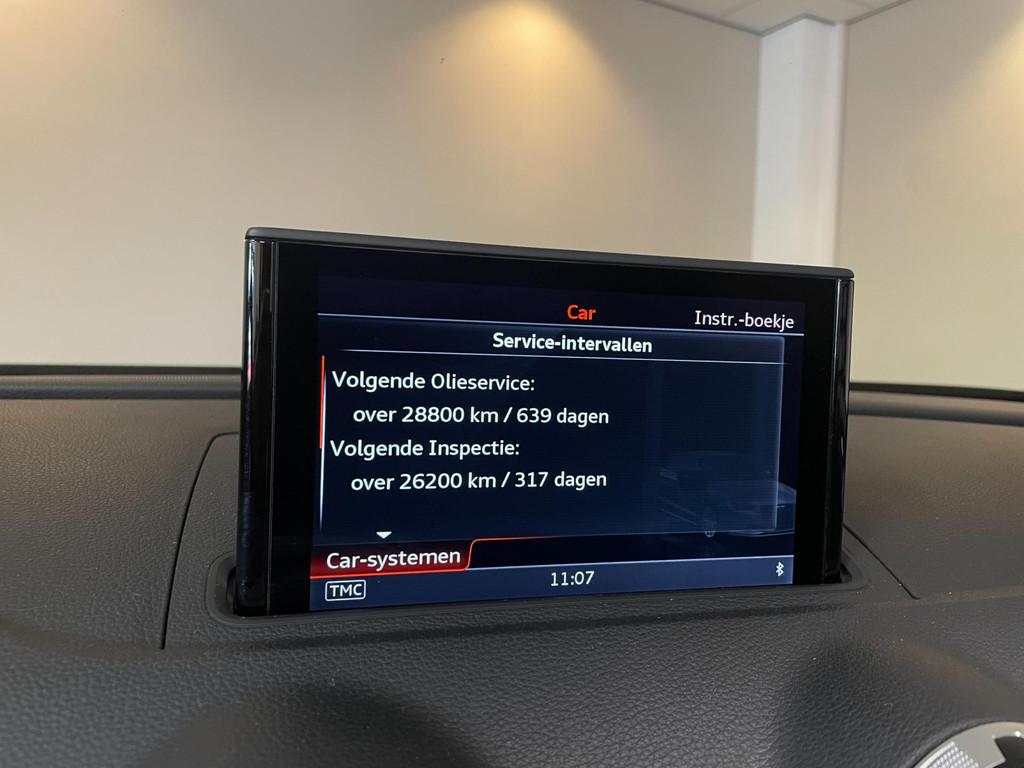 Car
Instr.-boekje
Service-intervallen
Volgende Olieservice:
over 28800 km / 639 dagen
Volgende Inspectie:
over 26200 km / 317 dagen
Car-systemen
TMC
11:07